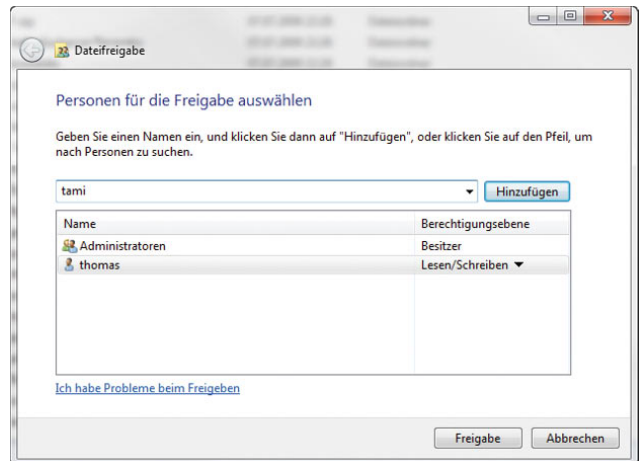 Dateifreigabe
Personen für die Freigabe auswählen
Geben Sie einen Namen ein, und klicken Sie dann auf "Hinzufügen", oder klicken Sie auf den Pfeil, um
nach Personen zu suchen.
tami Hinzufügen
Name Berechtigungsebene
Administratoren Besitzer
thomas Lesen/Schreiben
Ich habe Probleme beim Freigeben
Freigabe Abbrechen